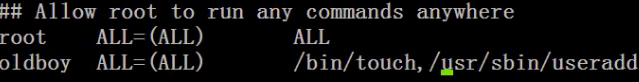 ## Allow root to run any commands anywhere
root    ALL=(ALL)       ALL
oldboy  ALL=(ALL)       /bin/touch,/usr/sbin/useradd